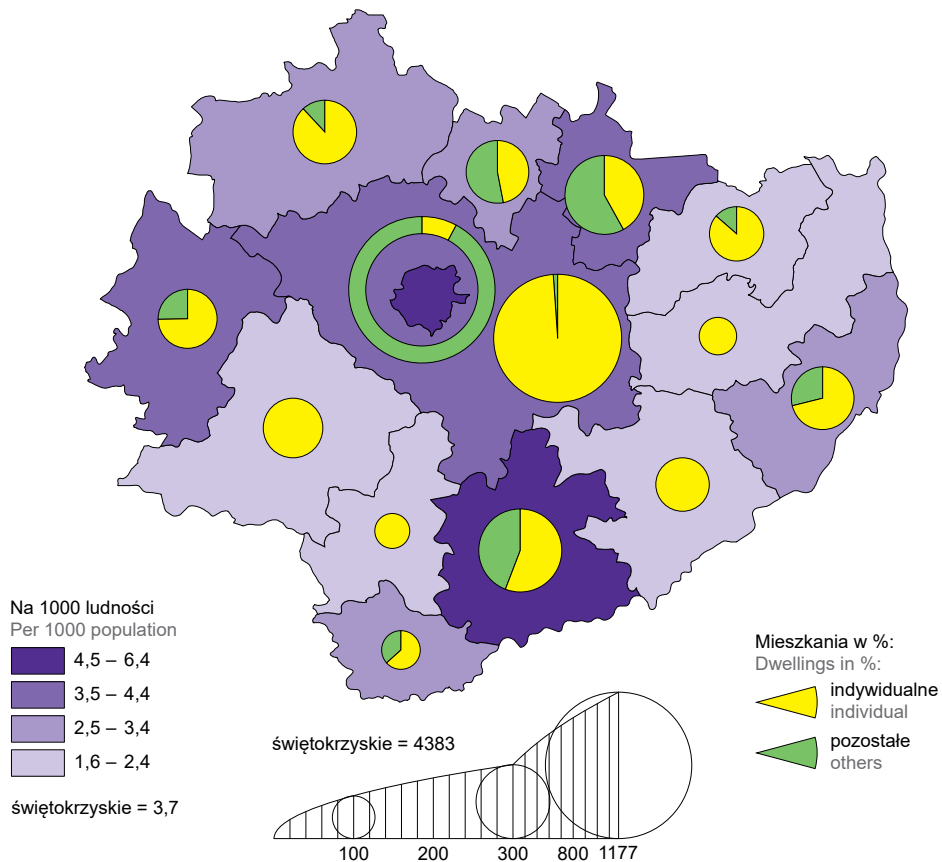 Na 1000 ludności
Per 1000 population
4,5 – 6,4
3,5 – 4,4
2,5 – 3,4
1,6 – 2,4
świętokrzyskie = 3,7
świętokrzyskie = 4383
100 200 300 800 1177
Mieszkania w %:
Dwellings in %:
indywidualne
individual
pozostałe
others